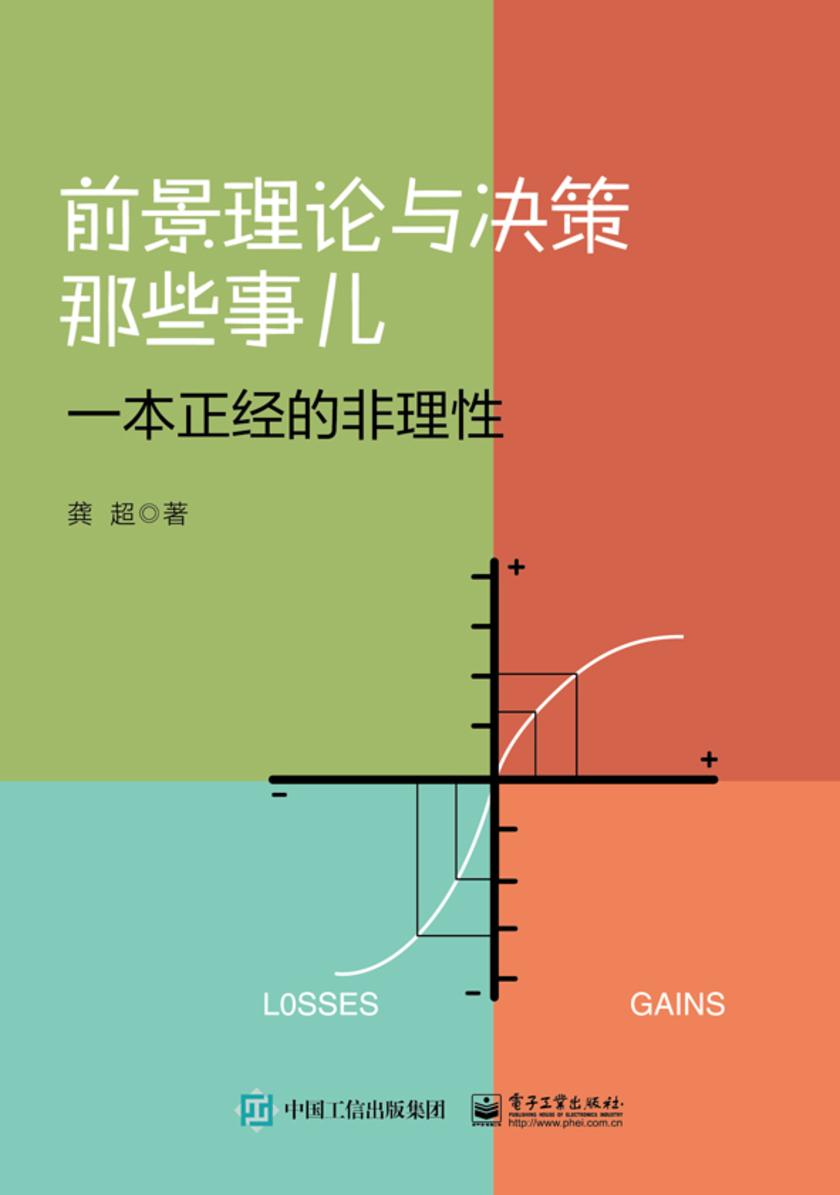 前景理论与决策
那些事儿
一本正经的非理性
龚 超◎著
+
+
-
-
L0SSES
GAINS
中国工信出版集团
电子工业出版社·
PUBLISHING HOUSE OF ELECTRONICS INDUSTRY
http://www.phei.com.cn